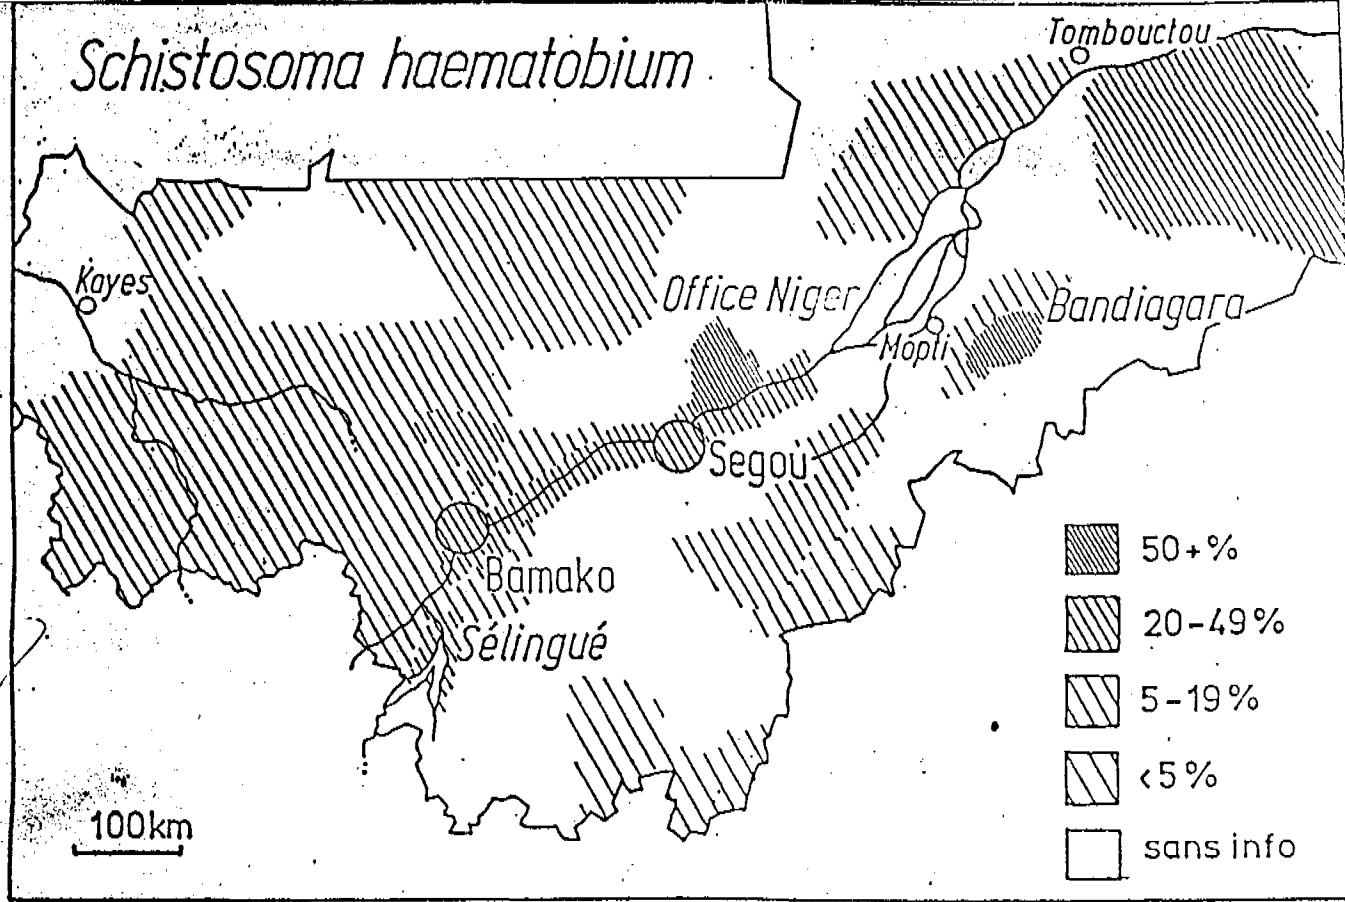 Schistosoma haematobium
Tombouctou
Kayes
Office Niger
Bandiagara
Mopti
Segou
Bamako
Sélingué
50+%
20-49%
5-19%
<5%
sans info
100km